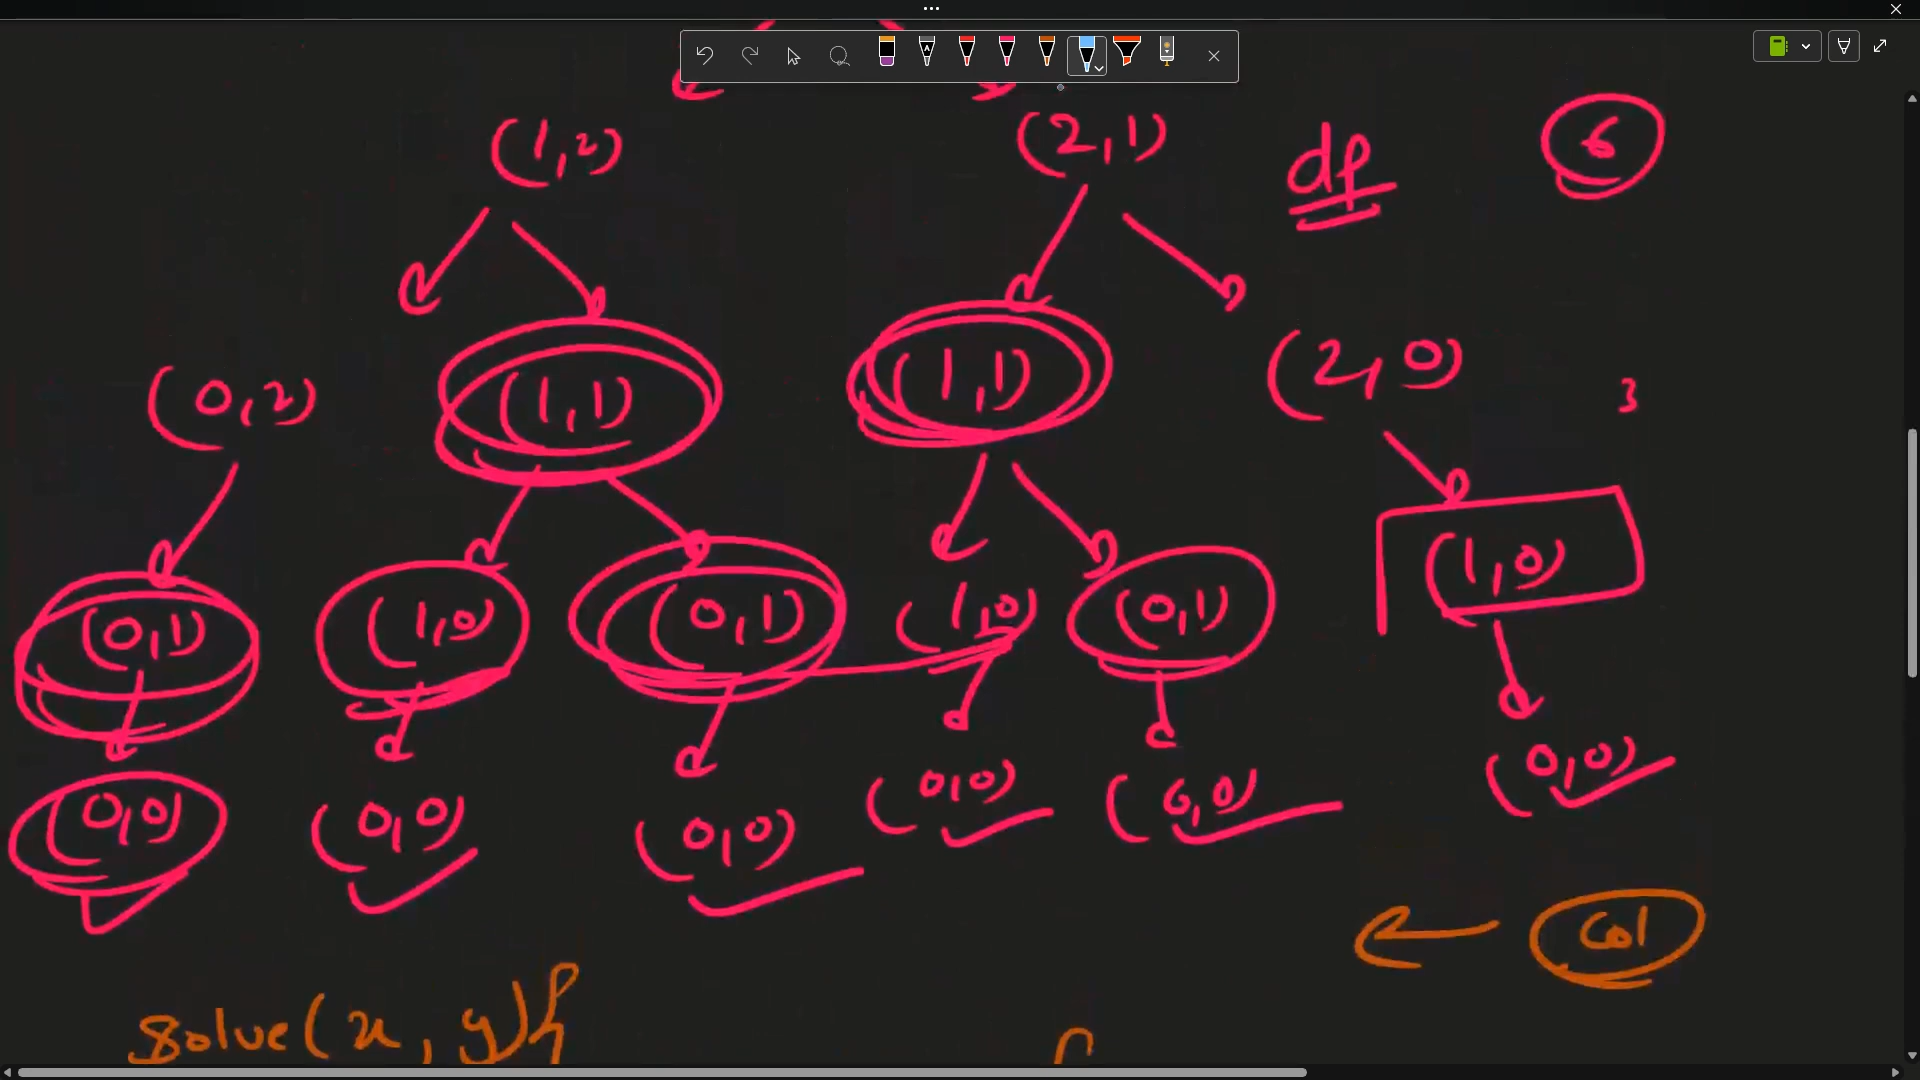 (1,2) (2,1) dp 6
(0,2) (1,1) (1,1) (2,0) 3
(0,1) (1,0) (0,1) (1,0) (0,1) (1,0)
(0,0) (0,0) (0,0) (0,0) (0,0) (0,0)
Col
solve(x, y){